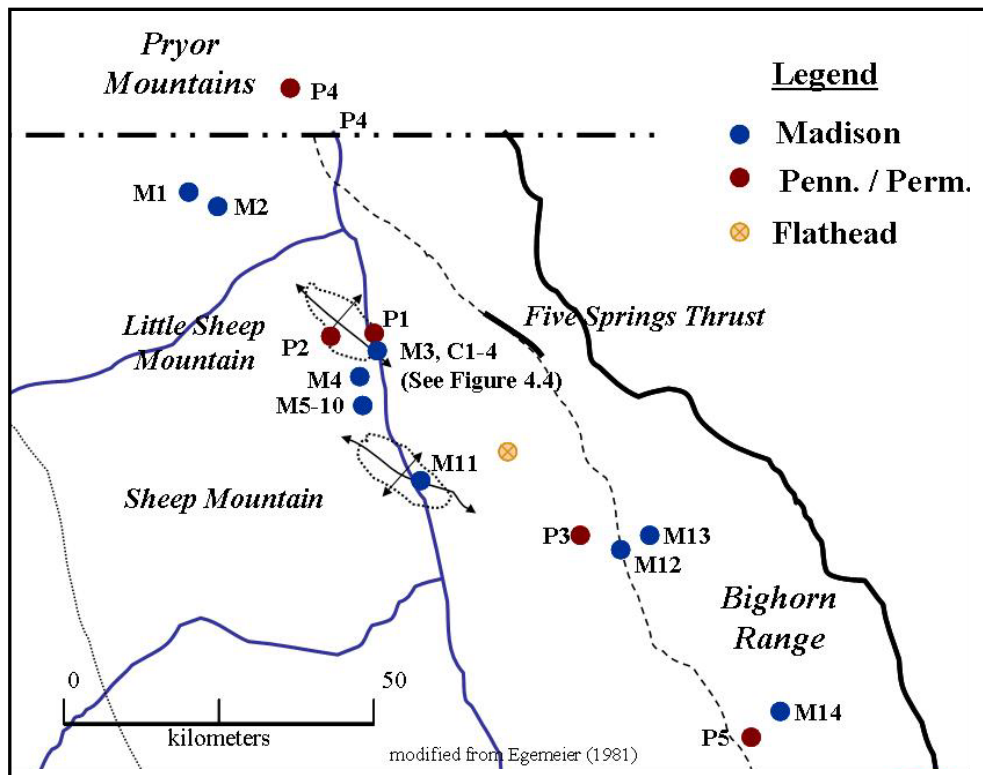 Pryor
Mountains
P4
P4
Legend
Madison
Penn. / Perm.
Flathead
M1
M2
Little Sheep
Mountain
P2
P1
M3, C1-4
(See Figure 4.4)
M4
M5-10
Five Springs Thrust
M11
Sheep Mountain
P3
M13
M12
Bighorn
Range
0
50
kilometers
M14
P5
modified from Egemeier (1981)